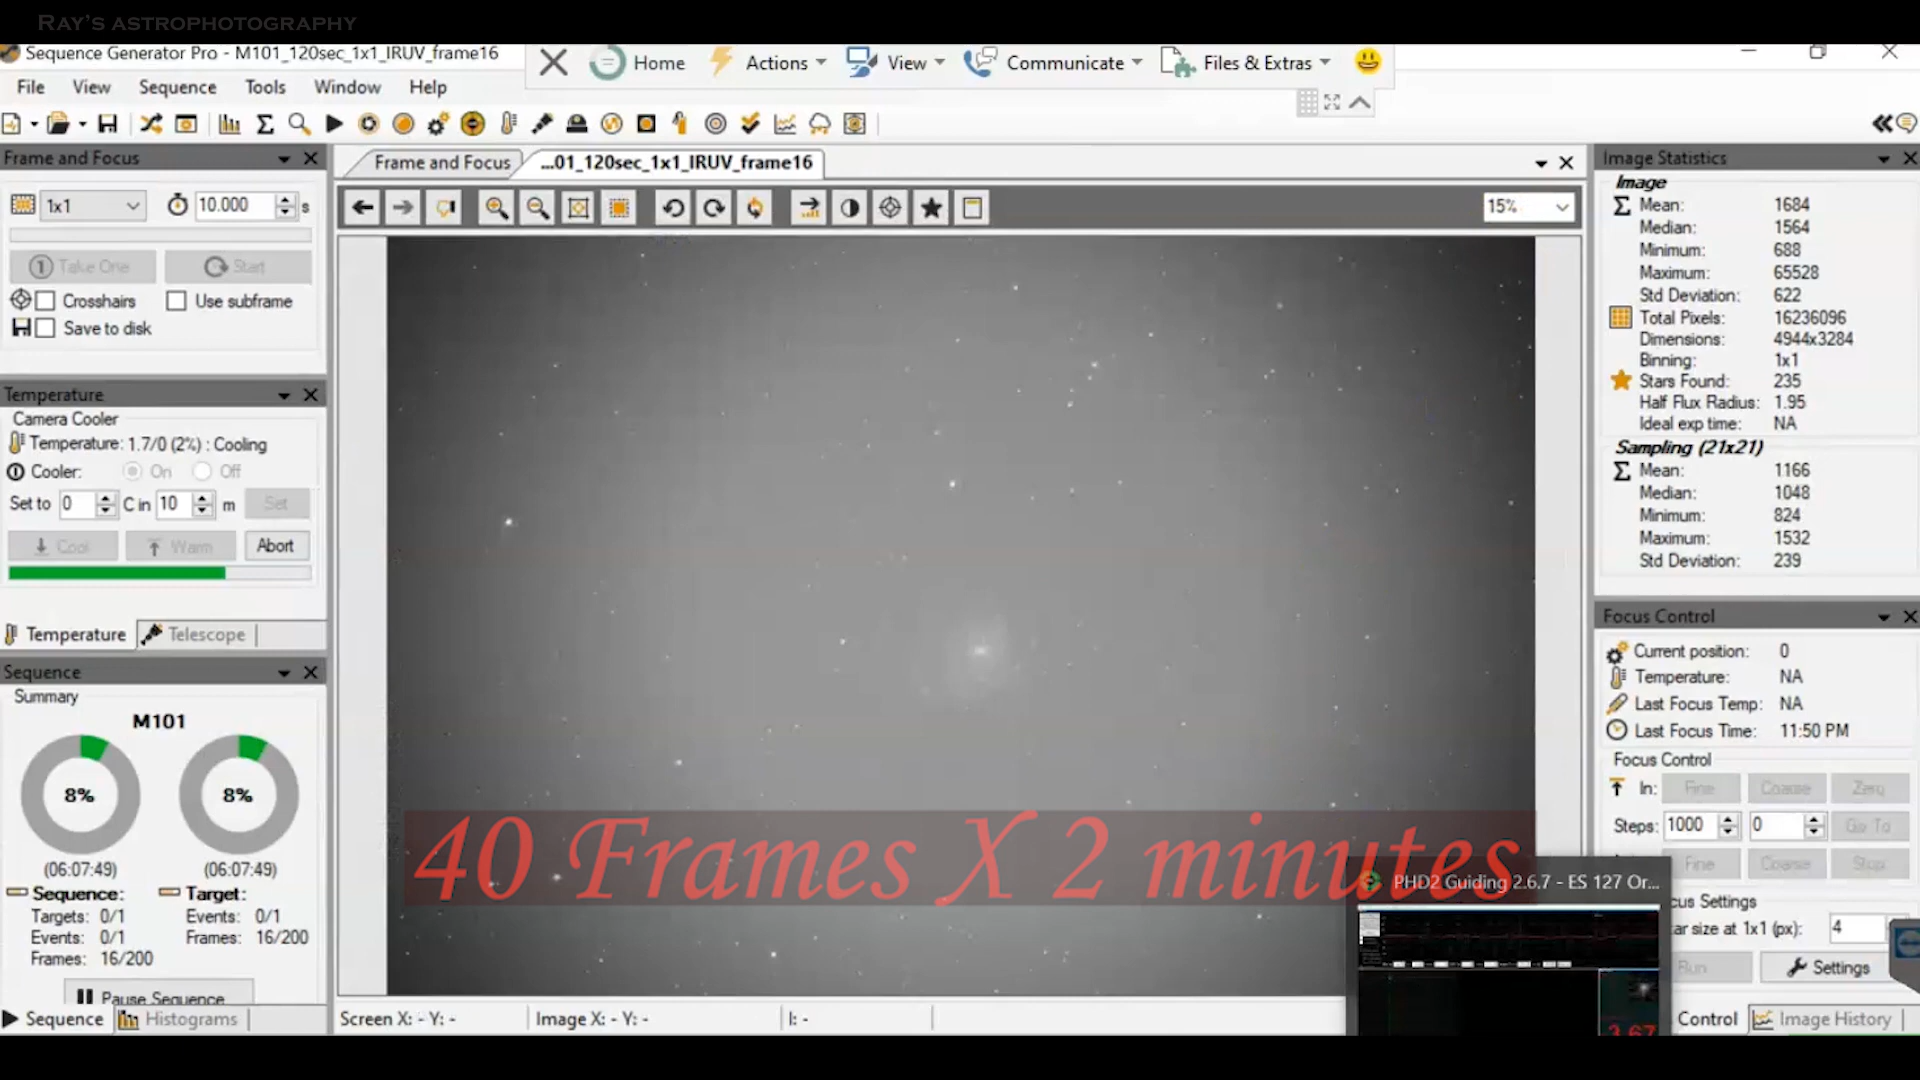 Ray's astrophotography
Sequence Generator Pro - M101_120sec_1x1_IRUV_frame16
Home Actions View Communicate Files & Extras
File View Sequence Tools Window Help
Frame and Focus
1x1 10.000 s
Take One Start
Crosshairs Use subframe
Save to disk
Temperature
Camera Cooler
Temperature: 1.7/0 (2%) : Cooling
Cooler: On Off
Set to 0 C in 10 m Set
Cool Warm Abort
Temperature Telescope
Sequence
Summary
M101
8% 8%
(06:07:49) (06:07:49)
Sequence: Target:
Targets: 0/1 Events: 0/1
Events: 0/1 Frames: 16/200
Frames: 16/200
Pause Sequence
Sequence Histograms
Frame and Focus ...01_120sec_1x1_IRUV_frame16
15%
40 Frames X 2 minutes
PHD2 Guiding 2.6.7 - ES 127 Or...
3.67
Screen X: - Y: - Image X: - Y: - I: -
Image Statistics
Image
Mean: 1684
Median: 1564
Minimum: 688
Maximum: 65528
Std Deviation: 622
Total Pixels: 16236096
Dimensions: 4944x3284
Binning: 1x1
Stars Found: 235
Half Flux Radius: 1.95
Ideal exp time: NA
Sampling (21x21)
Mean: 1166
Median: 1048
Minimum: 824
Maximum: 1532
Std Deviation: 239
Focus Control
Current position: 0
Temperature: NA
Last Focus Temp: NA
Last Focus Time: 11:50 PM
Focus Control
In: Fine Coarse Zero
Steps: 1000 0 Go To
Fine Coarse Stop
cus Settings
ar size at 1x1 (px): 4
Run Settings
Control Image History